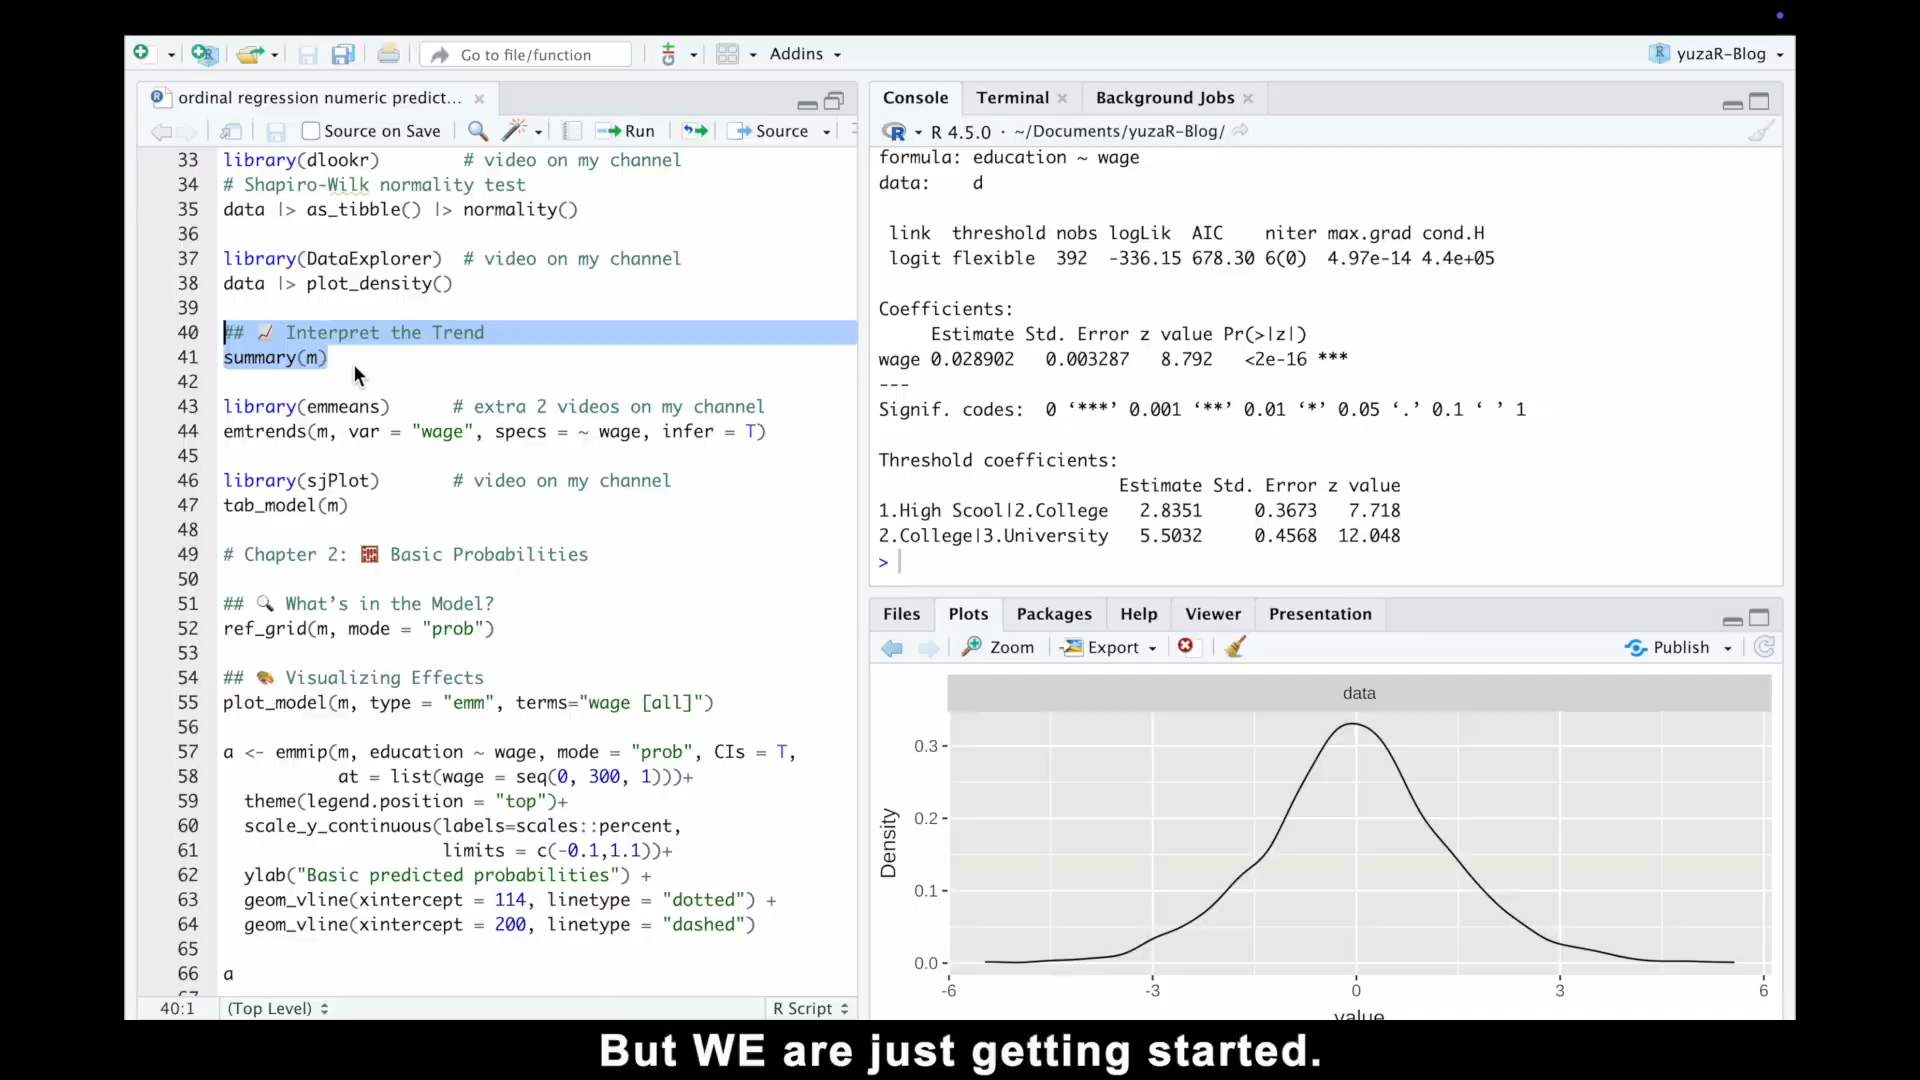 Go to file/function
Addins
yuzaR-Blog
ordinal regression numeric predict...
Source on Save
Run
Source
33 library(dlookr) # video on my channel
34 # Shapiro-Wilk normality test
35 data |> as_tibble() |> normality()
36
37 library(DataExplorer) # video on my channel
38 data |> plot_density()
39
40 ## 📈 Interpret the Trend
41 summary(m)
42
43 library(emmeans) # extra 2 videos on my channel
44 emtrends(m, var = "wage", specs = ~ wage, infer = T)
45
46 library(sjPlot) # video on my channel
47 tab_model(m)
48
49 # Chapter 2: 🧮 Basic Probabilities
50
51 ## 🔍 What’s in the Model?
52 ref_grid(m, mode = "prob")
53
54 ## 🎨 Visualizing Effects
55 plot_model(m, type = "emm", terms="wage [all]")
56
57 a <- emmip(m, education ~ wage, mode = "prob", CIs = T,
58 at = list(wage = seq(0, 300, 1)))+
59 theme(legend.position = "top")+
60 scale_y_continuous(labels=scales::percent,
61 limits = c(-0.1,1.1))+
62 ylab("Basic predicted probabilities") +
63 geom_vline(xintercept = 114, linetype = "dotted") +
64 geom_vline(xintercept = 200, linetype = "dashed")
65
66 a
40:1 (Top Level) R Script
Console Terminal Background Jobs
R 4.5.0 · ~/Documents/yuzaR-Blog/
formula: education ~ wage
data: d
link threshold nobs logLik AIC niter max.grad cond.H
logit flexible 392 -336.15 678.30 6(0) 4.97e-14 4.4e+05
Coefficients:
Estimate Std. Error z value Pr(>|z|)
wage 0.028902 0.003287 8.792 <2e-16 ***
---
Signif. codes: 0 ‘***’ 0.001 ‘**’ 0.01 ‘*’ 0.05 ‘.’ 0.1 ‘ ’ 1
Threshold coefficients:
Estimate Std. Error z value
1.High Scool|2.College 2.8351 0.3673 7.718
2.College|3.University 5.5032 0.4568 12.048
>
Files Plots Packages Help Viewer Presentation
Zoom Export Publish
data
0.3
0.2
0.1
0.0
Density
-6 -3 0 3 6
value
But WE are just getting started.